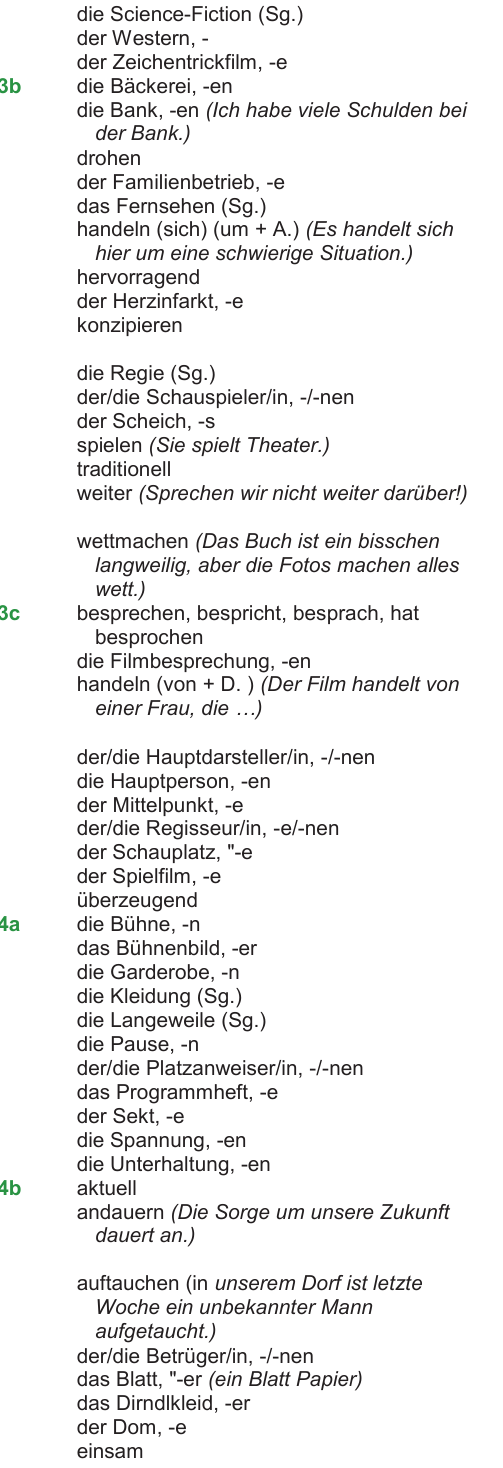 die Science-Fiction (Sg.)
der Western, -
der Zeichentrickfilm, -e
3b die Bäckerei, -en
die Bank, -en (Ich habe viele Schulden bei
der Bank.)
drohen
der Familienbetrieb, -e
das Fernsehen (Sg.)
handeln (sich) (um + A.) (Es handelt sich
hier um eine schwierige Situation.)
hervorragend
der Herzinfarkt, -e
konzipieren
die Regie (Sg.)
der/die Schauspieler/in, -/-nen
der Scheich, -s
spielen (Sie spielt Theater.)
traditionell
weiter (Sprechen wir nicht weiter darüber!)
wettmachen (Das Buch ist ein bisschen
langweilig, aber die Fotos machen alles
wett.)
3c besprechen, bespricht, besprach, hat
besprochen
die Filmbesprechung, -en
handeln (von + D. ) (Der Film handelt von
einer Frau, die …)
der/die Hauptdarsteller/in, -/-nen
die Hauptperson, -en
der Mittelpunkt, -e
der/die Regisseur/in, -e/-nen
der Schauplatz, "-e
der Spielfilm, -e
überzeugend
4a die Bühne, -n
das Bühnenbild, -er
die Garderobe, -n
die Kleidung (Sg.)
die Langeweile (Sg.)
die Pause, -n
der/die Platzanweiser/in, -/-nen
das Programmheft, -e
der Sekt, -e
die Spannung, -en
die Unterhaltung, -en
4b aktuell
andauern (Die Sorge um unsere Zukunft
dauert an.)
auftauchen (in unserem Dorf ist letzte
Woche ein unbekannter Mann
aufgetaucht.)
der/die Betrüger/in, -/-nen
das Blatt, "-er (ein Blatt Papier)
das Dirndlkleid, -er
der Dom, -e
einsam